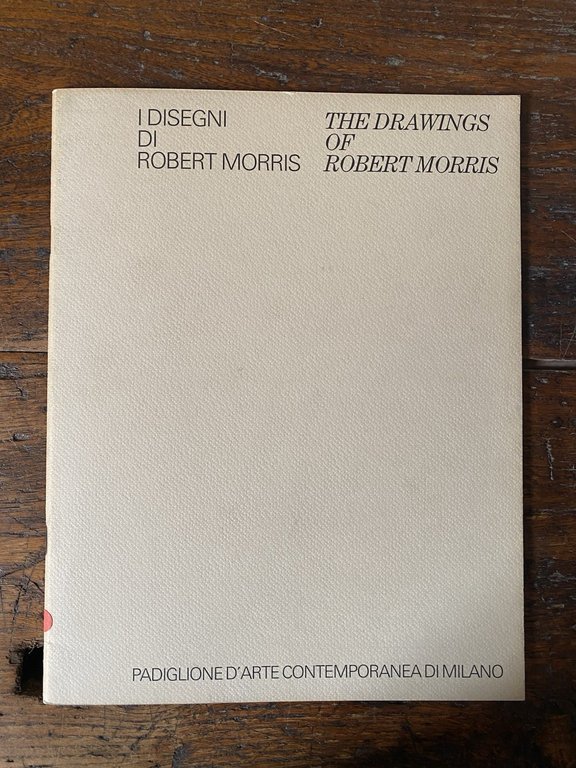 I DISEGNI
DI
ROBERT MORRIS
THE DRAWINGS
OF
ROBERT MORRIS
PADIGLIONE D'ARTE CONTEMPORANEA DI MILANO